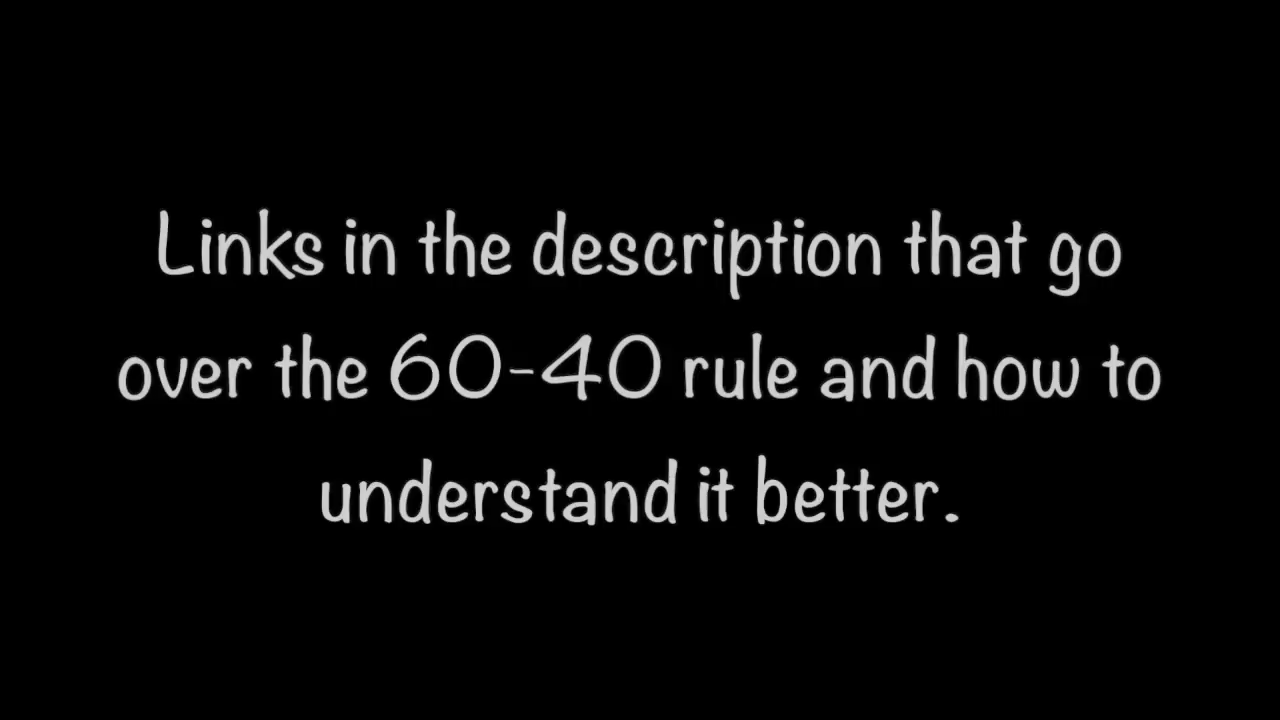 Links in the description that go
over the 60-40 rule and how to
understand it better.